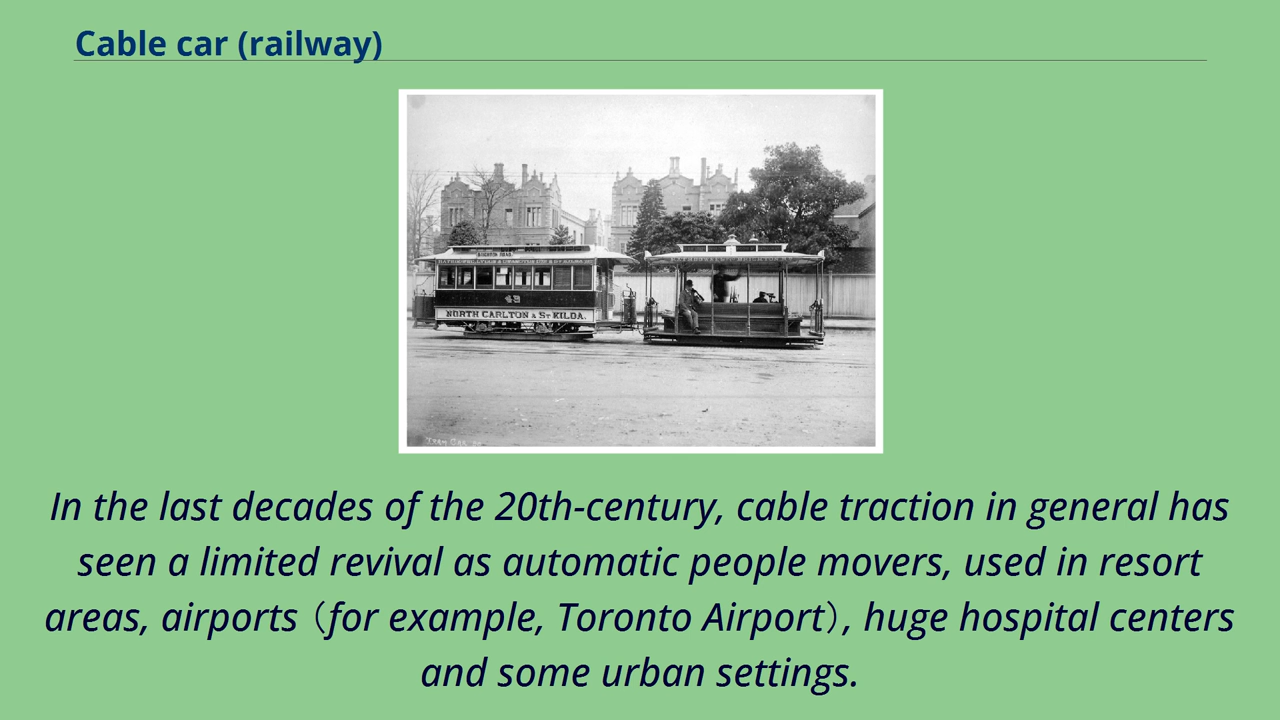 Cable car (railway)
NORTH CARLTON & ST KILDA.
In the last decades of the 20th-century, cable traction in general has
seen a limited revival as automatic people movers, used in resort
areas, airports（for example, Toronto Airport）, huge hospital centers
and some urban settings.